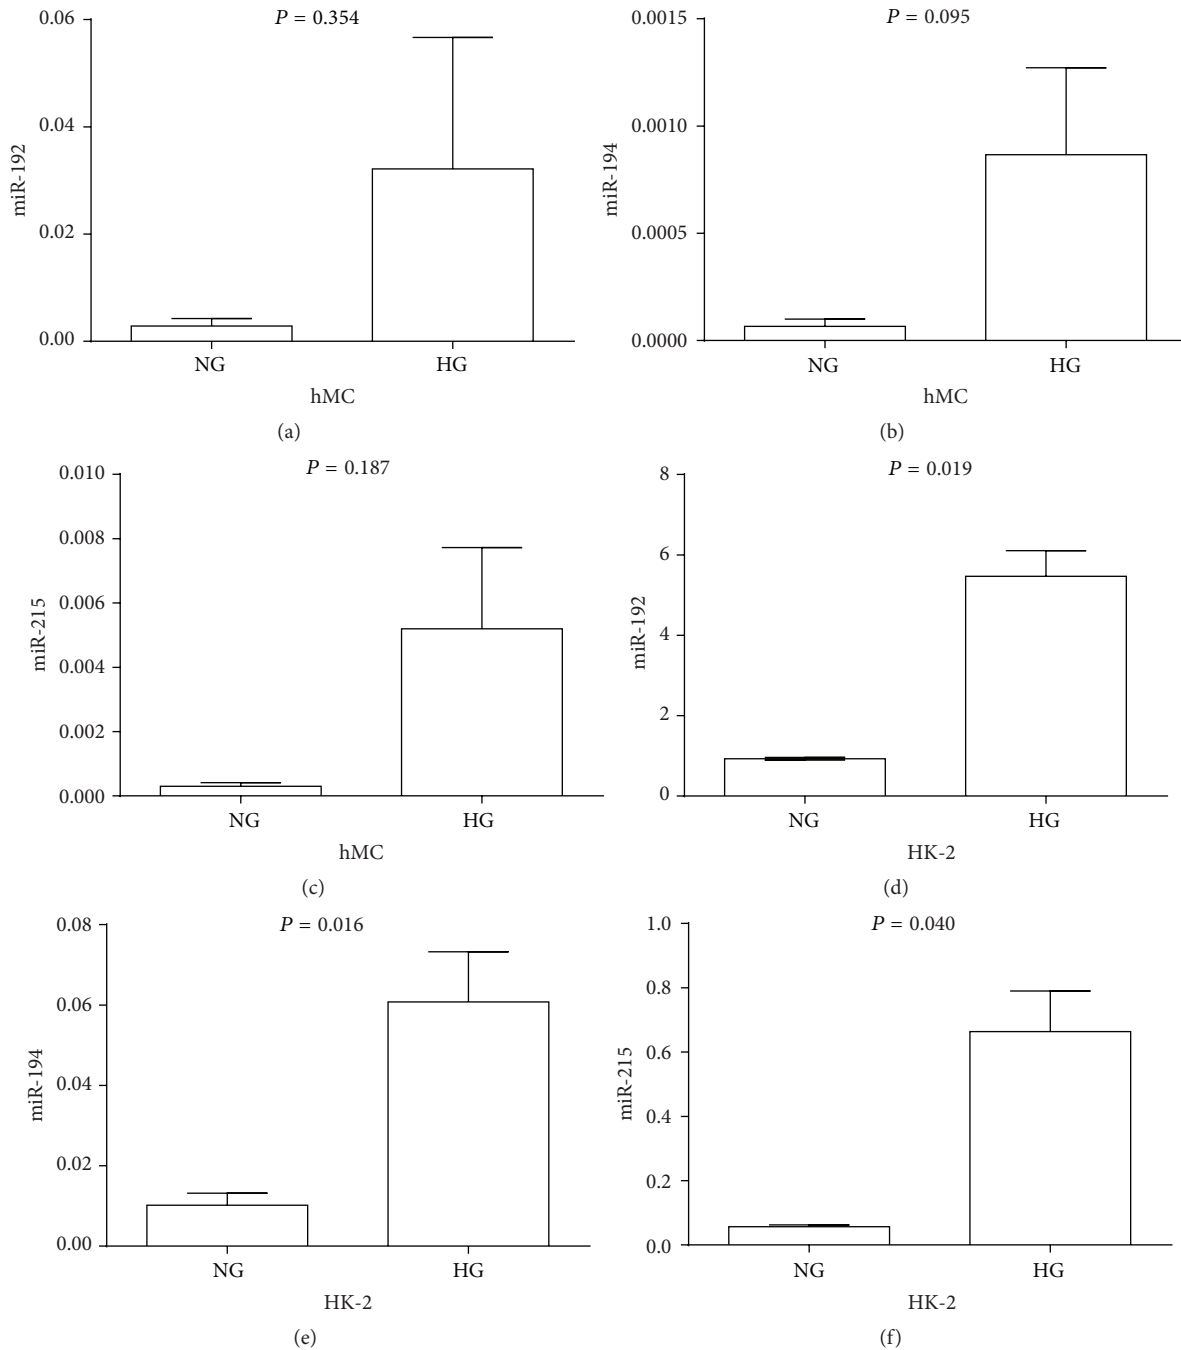 P = 0.354
0.06
0.04
0.02
0.00
miR-192
NG HG
hMC
(a)
P = 0.095
0.0015
0.0010
0.0005
0.0000
miR-194
NG HG
hMC
(b)
P = 0.187
0.010
0.008
0.006
0.004
0.002
0.000
miR-215
NG HG
hMC
(c)
P = 0.019
8
6
4
2
0
miR-192
NG HG
HK-2
(d)
P = 0.016
0.08
0.06
0.04
0.02
0.00
miR-194
NG HG
HK-2
(e)
P = 0.040
1.0
0.8
0.6
0.4
0.2
0.0
miR-215
NG HG
HK-2
(f)